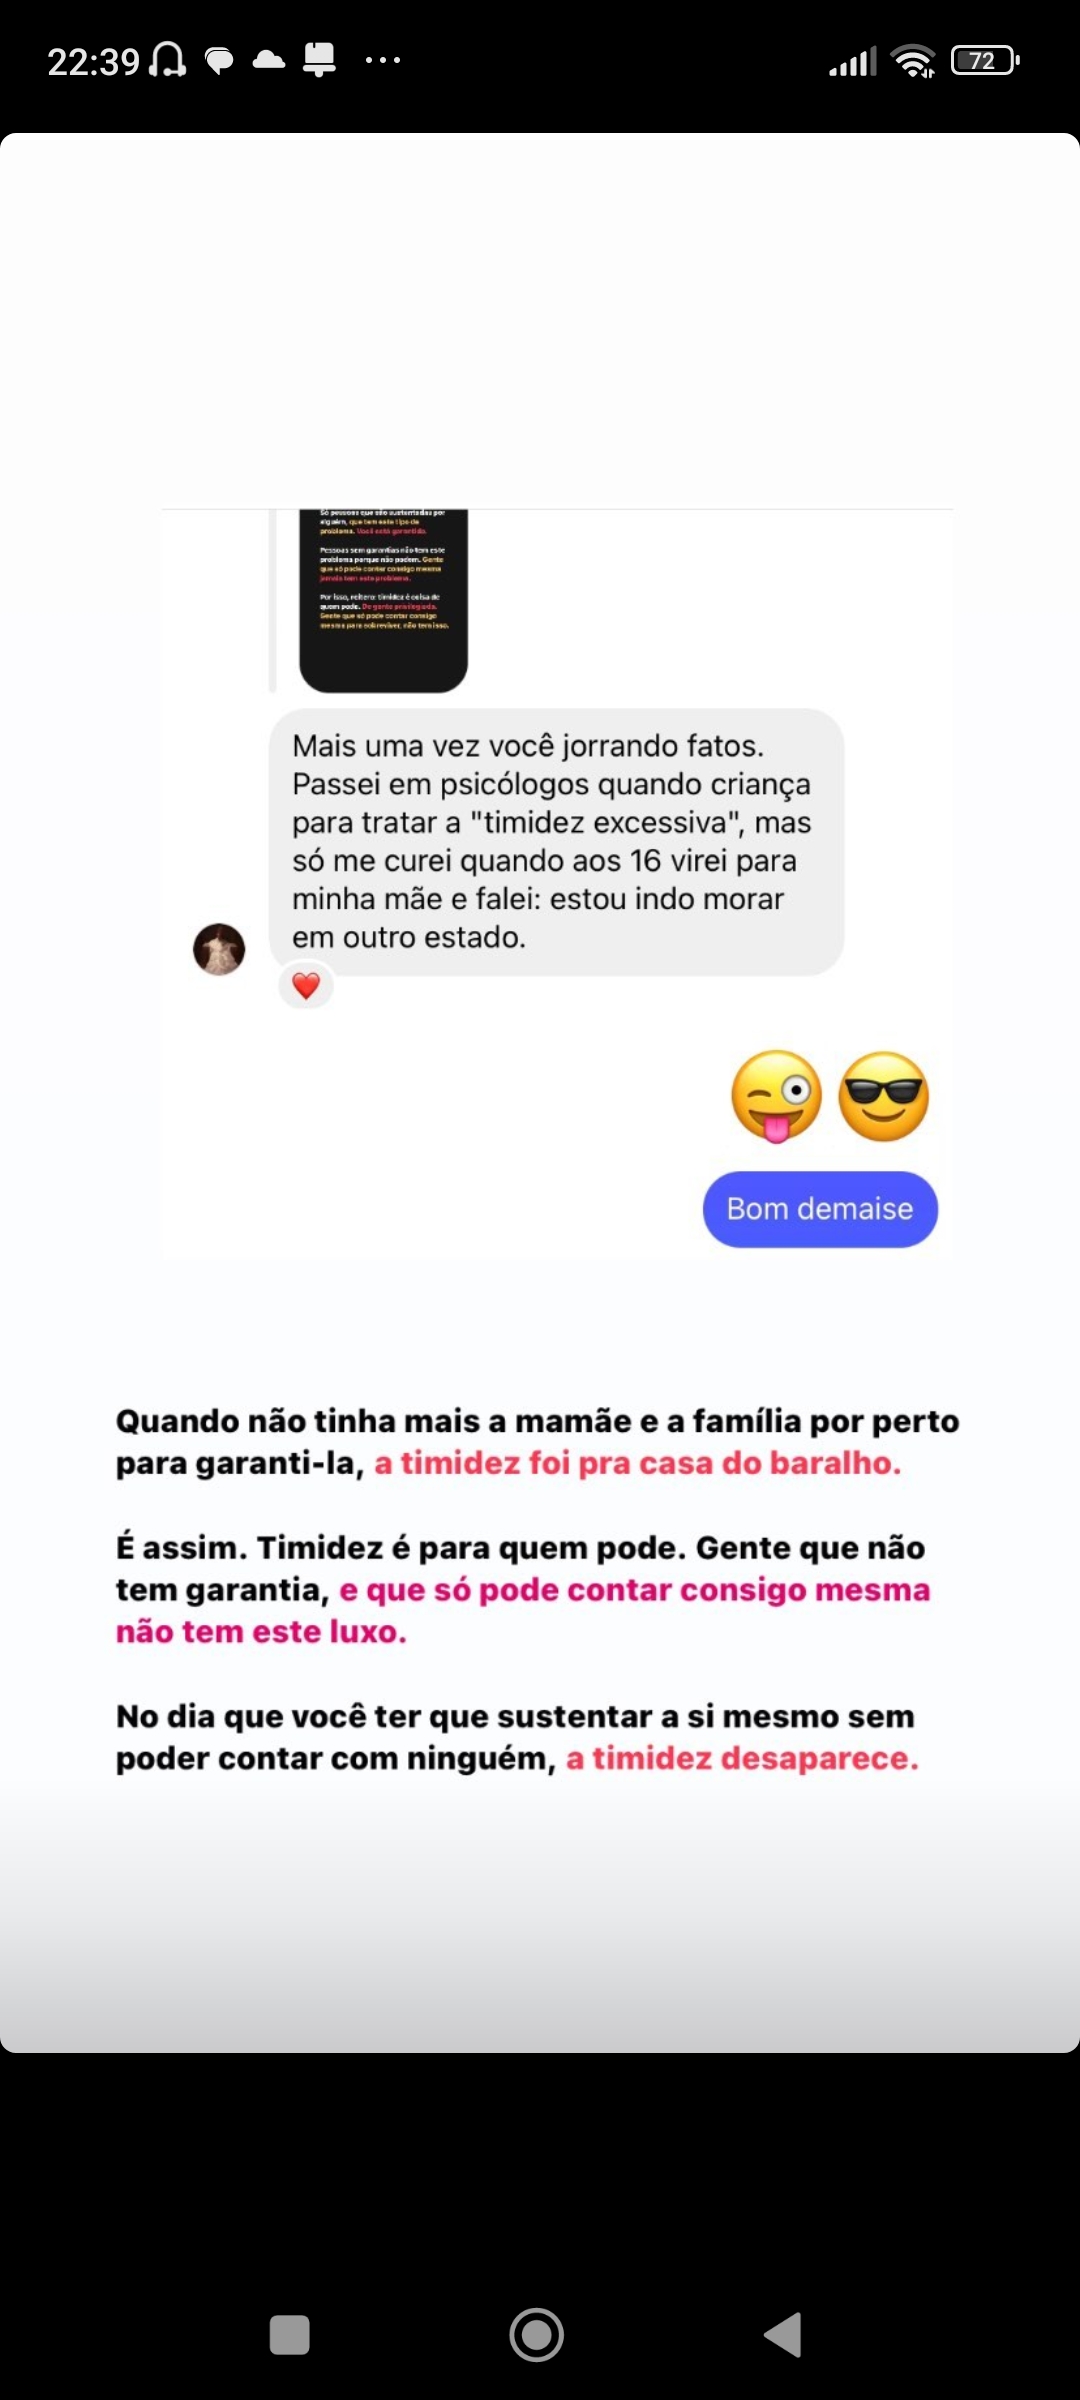 22:39
72
Só pessoas que são sustentadas por
alguém, que tem este tipo de
problema. Você está garantido.
Pessoas sem garantias não tem este
problema porque não podem. Gente
que só pode contar consigo mesma
jamais tem este problema.
Por isso, reitero: timidez é coisa de
quem pode. De gente privilegiada.
Gente que só pode contar consigo
mesma para sobreviver, não tem isso.
Mais uma vez você jorrando fatos.
Passei em psicólogos quando criança
para tratar a "timidez excessiva", mas
só me curei quando aos 16 virei para
minha mãe e falei: estou indo morar
em outro estado.
Bom demaise
Quando não tinha mais a mamãe e a família por perto
para garanti-la, a timidez foi pra casa do baralho.
É assim. Timidez é para quem pode. Gente que não
tem garantia, e que só pode contar consigo mesma
não tem este luxo.
No dia que você ter que sustentar a si mesmo sem
poder contar com ninguém, a timidez desaparece.